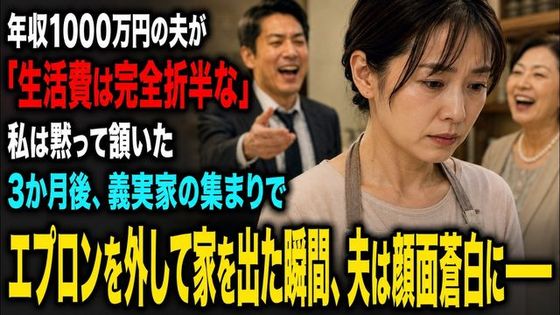 年収1000万円の夫が
「生活費は完全折半な」
私は黙って頷いた
3か月後、義実家の集まりで
エプロンを外して家を出た瞬間、夫は顔面蒼白に──